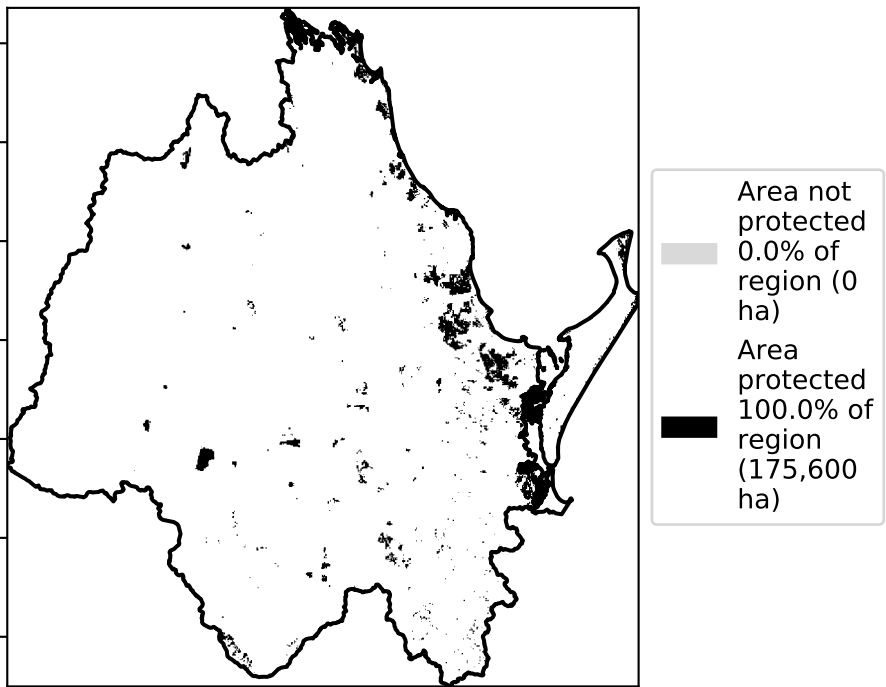 Area not
protected
0.0% of
region (0
ha)
Area
protected
100.0% of
region
(175,600
ha)